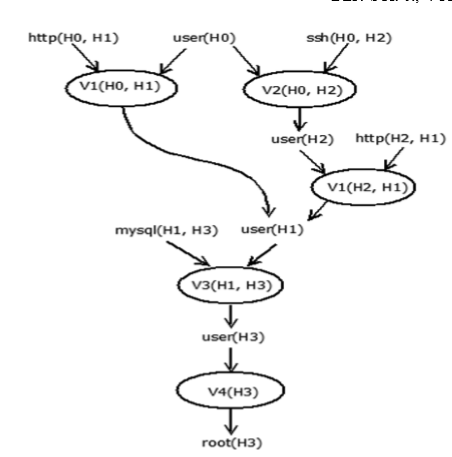 http(H0, H1) user(H0) ssh(H0, H2)
V1(H0, H1) V2(H0, H2)
user(H2) http(H2, H1)
V1(H2, H1)
mysql(H1, H3) user(H1)
V3(H1, H3)
user(H3)
V4(H3)
root(H3)